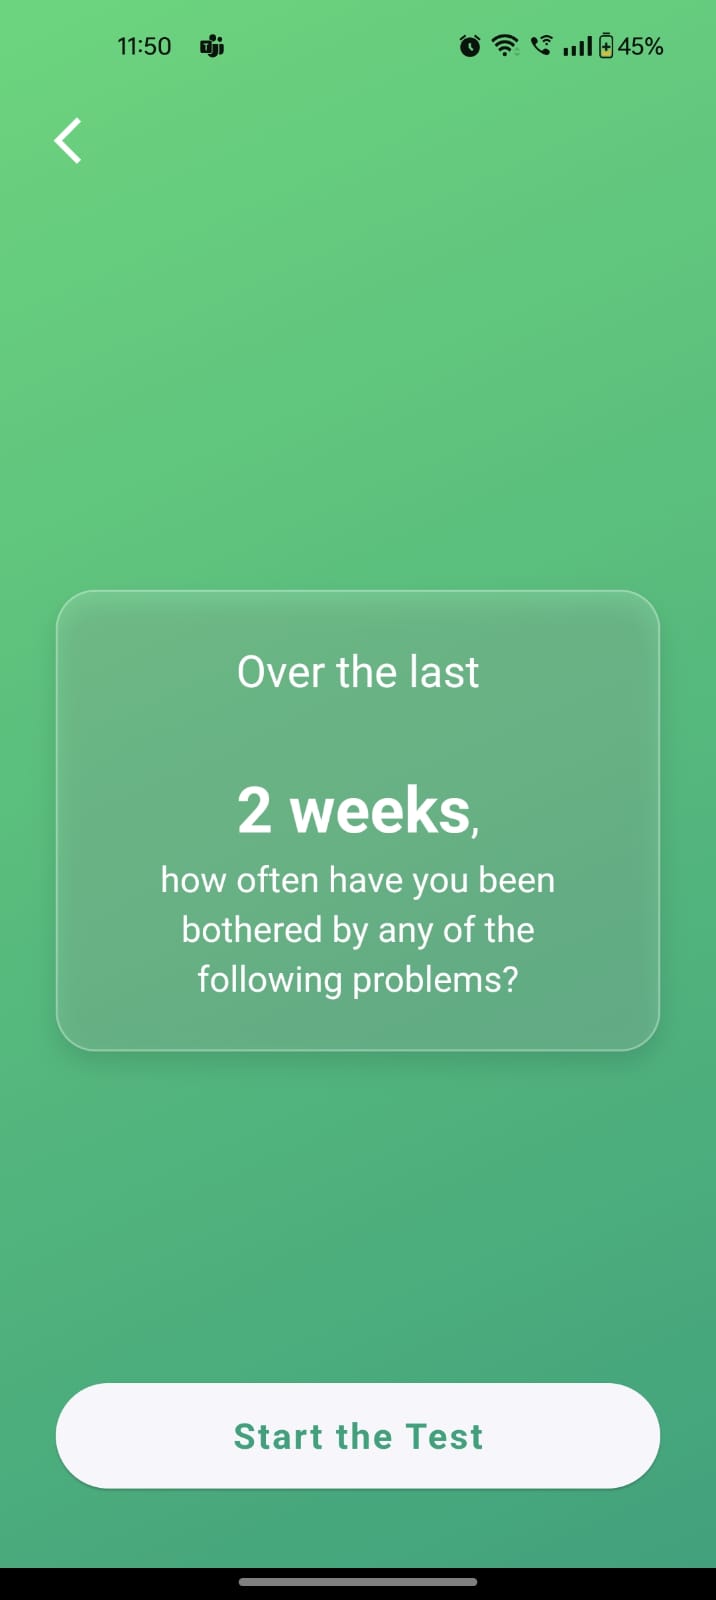 11:50
45%
Over the last
2 weeks,
how often have you been
bothered by any of the
following problems?
Start the Test